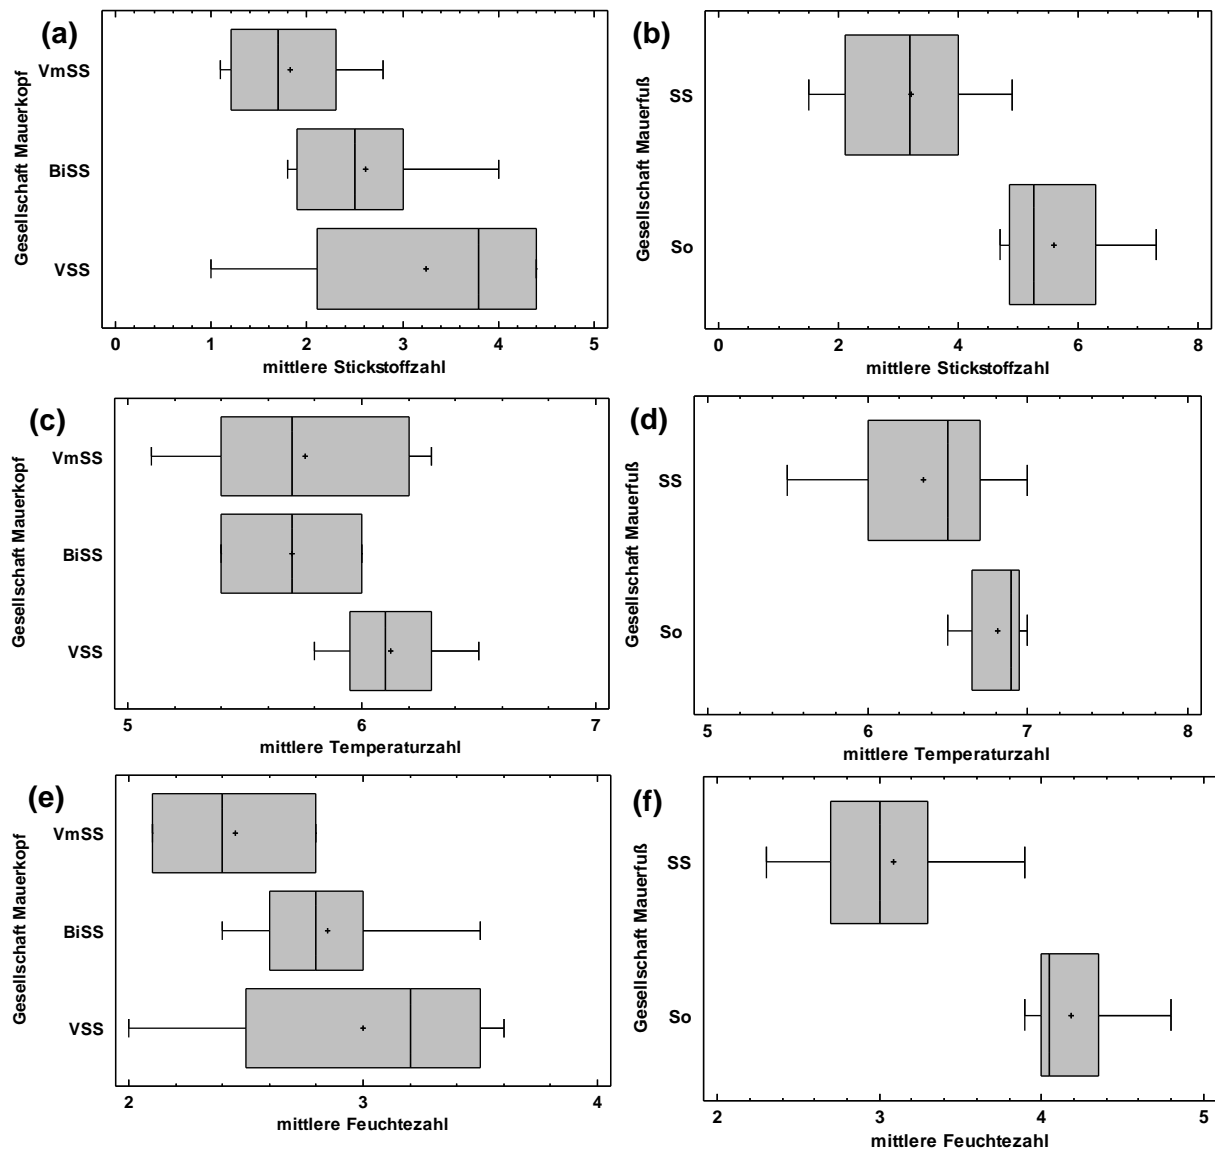 (a)
Gesellschaft Mauerkopf
VmSS
BiSS
VSS
0 1 2 3 4 5
mittlere Stickstoffzahl
(b)
Gesellschaft Mauerfuß
SS
So
0 2 4 6 8
mittlere Stickstoffzahl
(c)
Gesellschaft Mauerkopf
VmSS
BiSS
VSS
5 6 7
mittlere Temperaturzahl
(d)
Gesellschaft Mauerfuß
SS
So
5 6 7 8
mittlere Temperaturzahl
(e)
Gesellschaft Mauerkopf
VmSS
BiSS
VSS
2 3 4
mittlere Feuchtezahl
(f)
Gesellschaft Mauerfuß
SS
So
2 3 4 5
mittlere Feuchtezahl